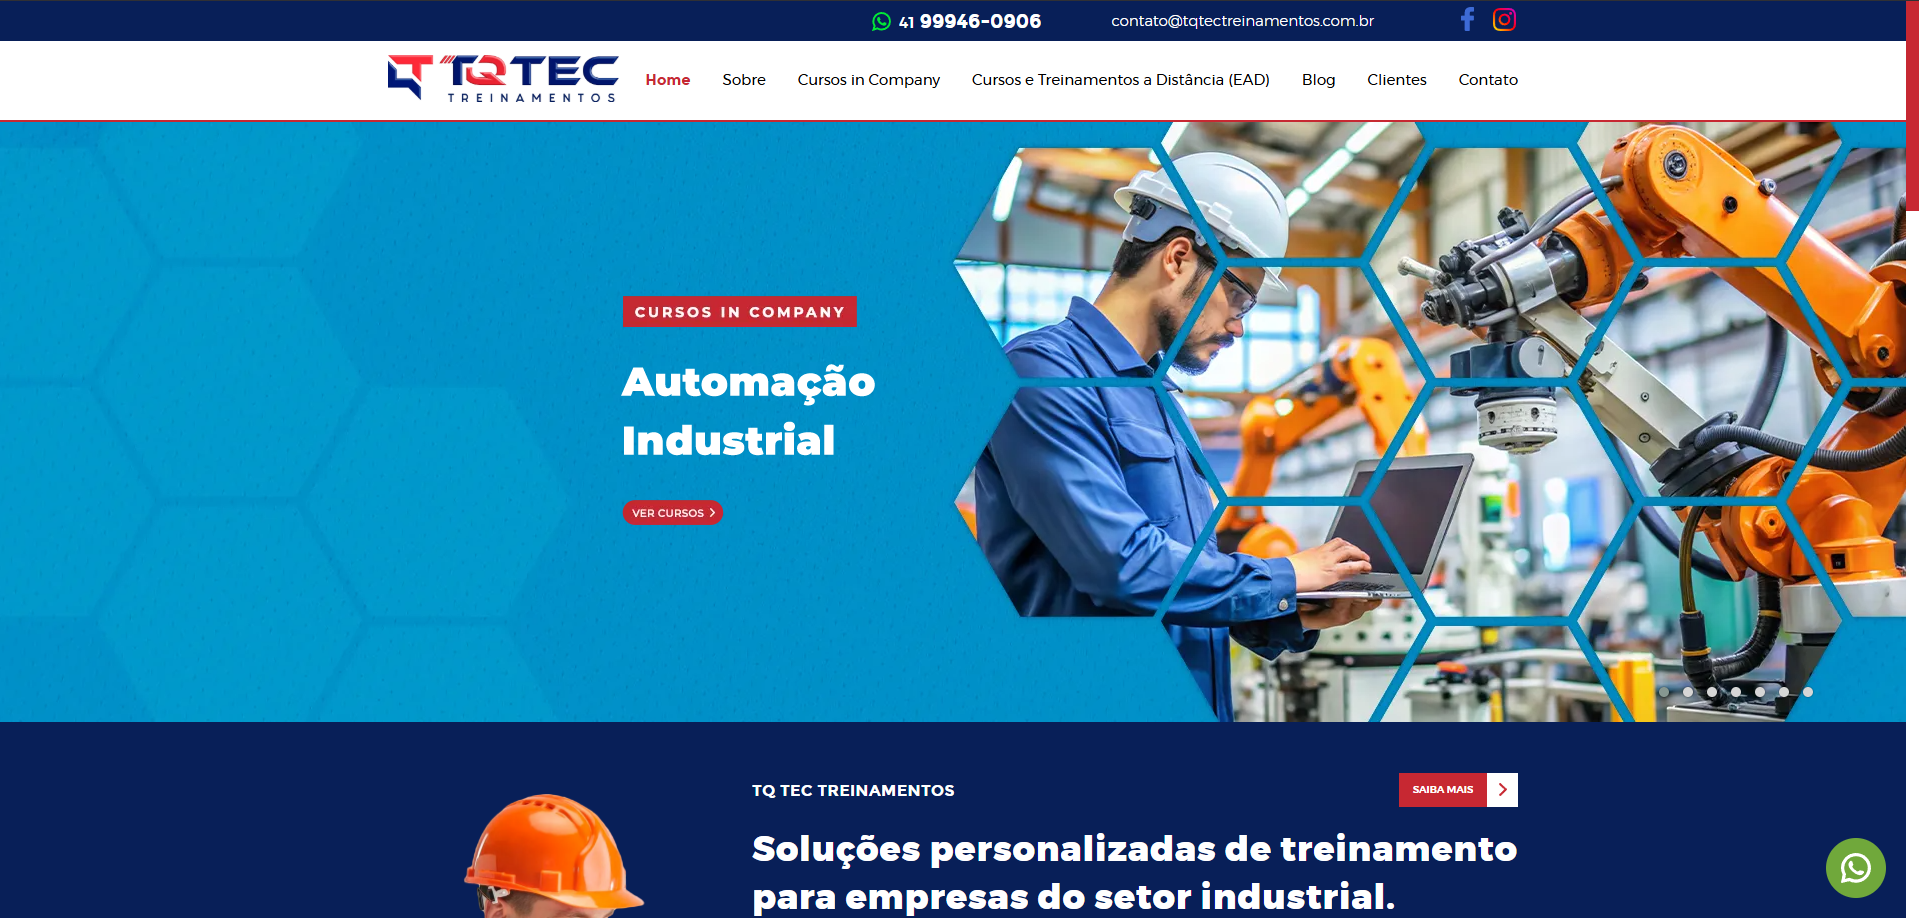 41 99946-0906
contato@tqtectreinamentos.com.br
TQTEC
TREINAMENTOS
Home
Sobre
Cursos in Company
Cursos e Treinamentos a Distância (EAD)
Blog
Clientes
Contato
CURSOS IN COMPANY
Automação
Industrial
VER CURSOS
TQ TEC TREINAMENTOS
SAIBA MAIS
Soluções personalizadas de treinamento
para empresas do setor industrial.